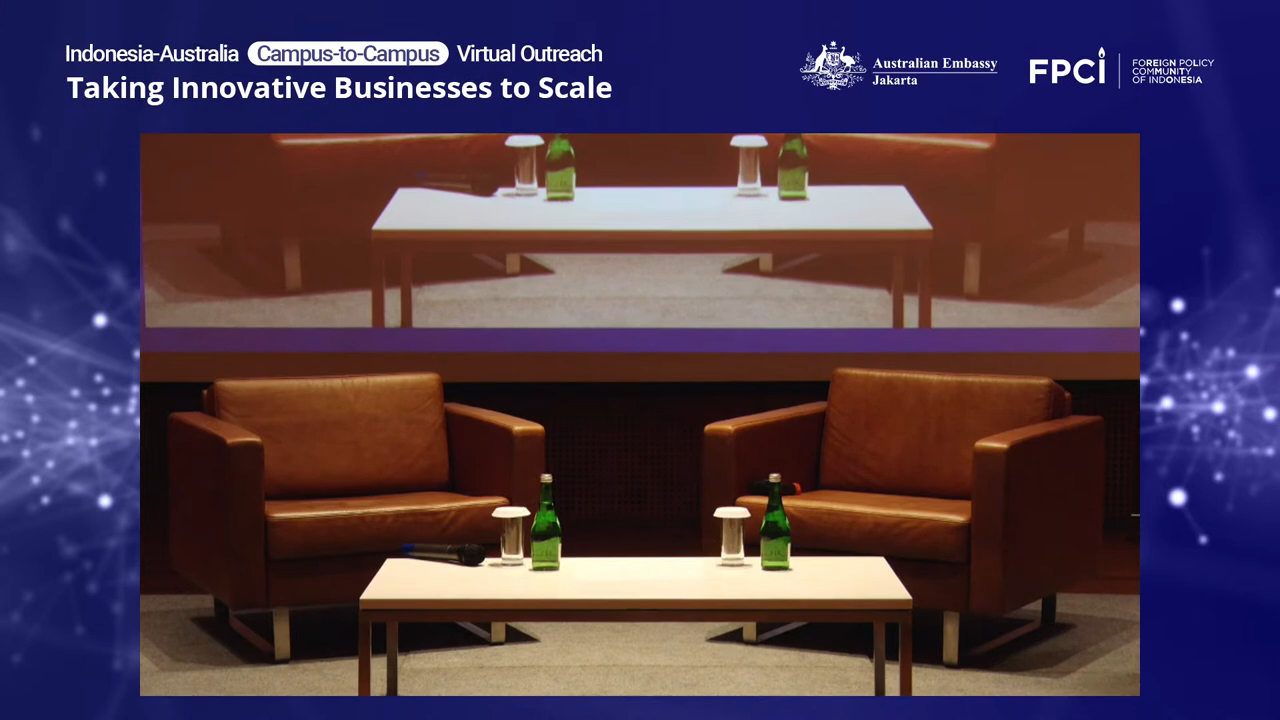 Indonesia-Australia Campus-to-Campus Virtual Outreach
Taking Innovative Businesses to Scale
Australian Embassy
Jakarta
FPCi
FOREIGN POLICY
COMMUNITY
OF INDONESIA